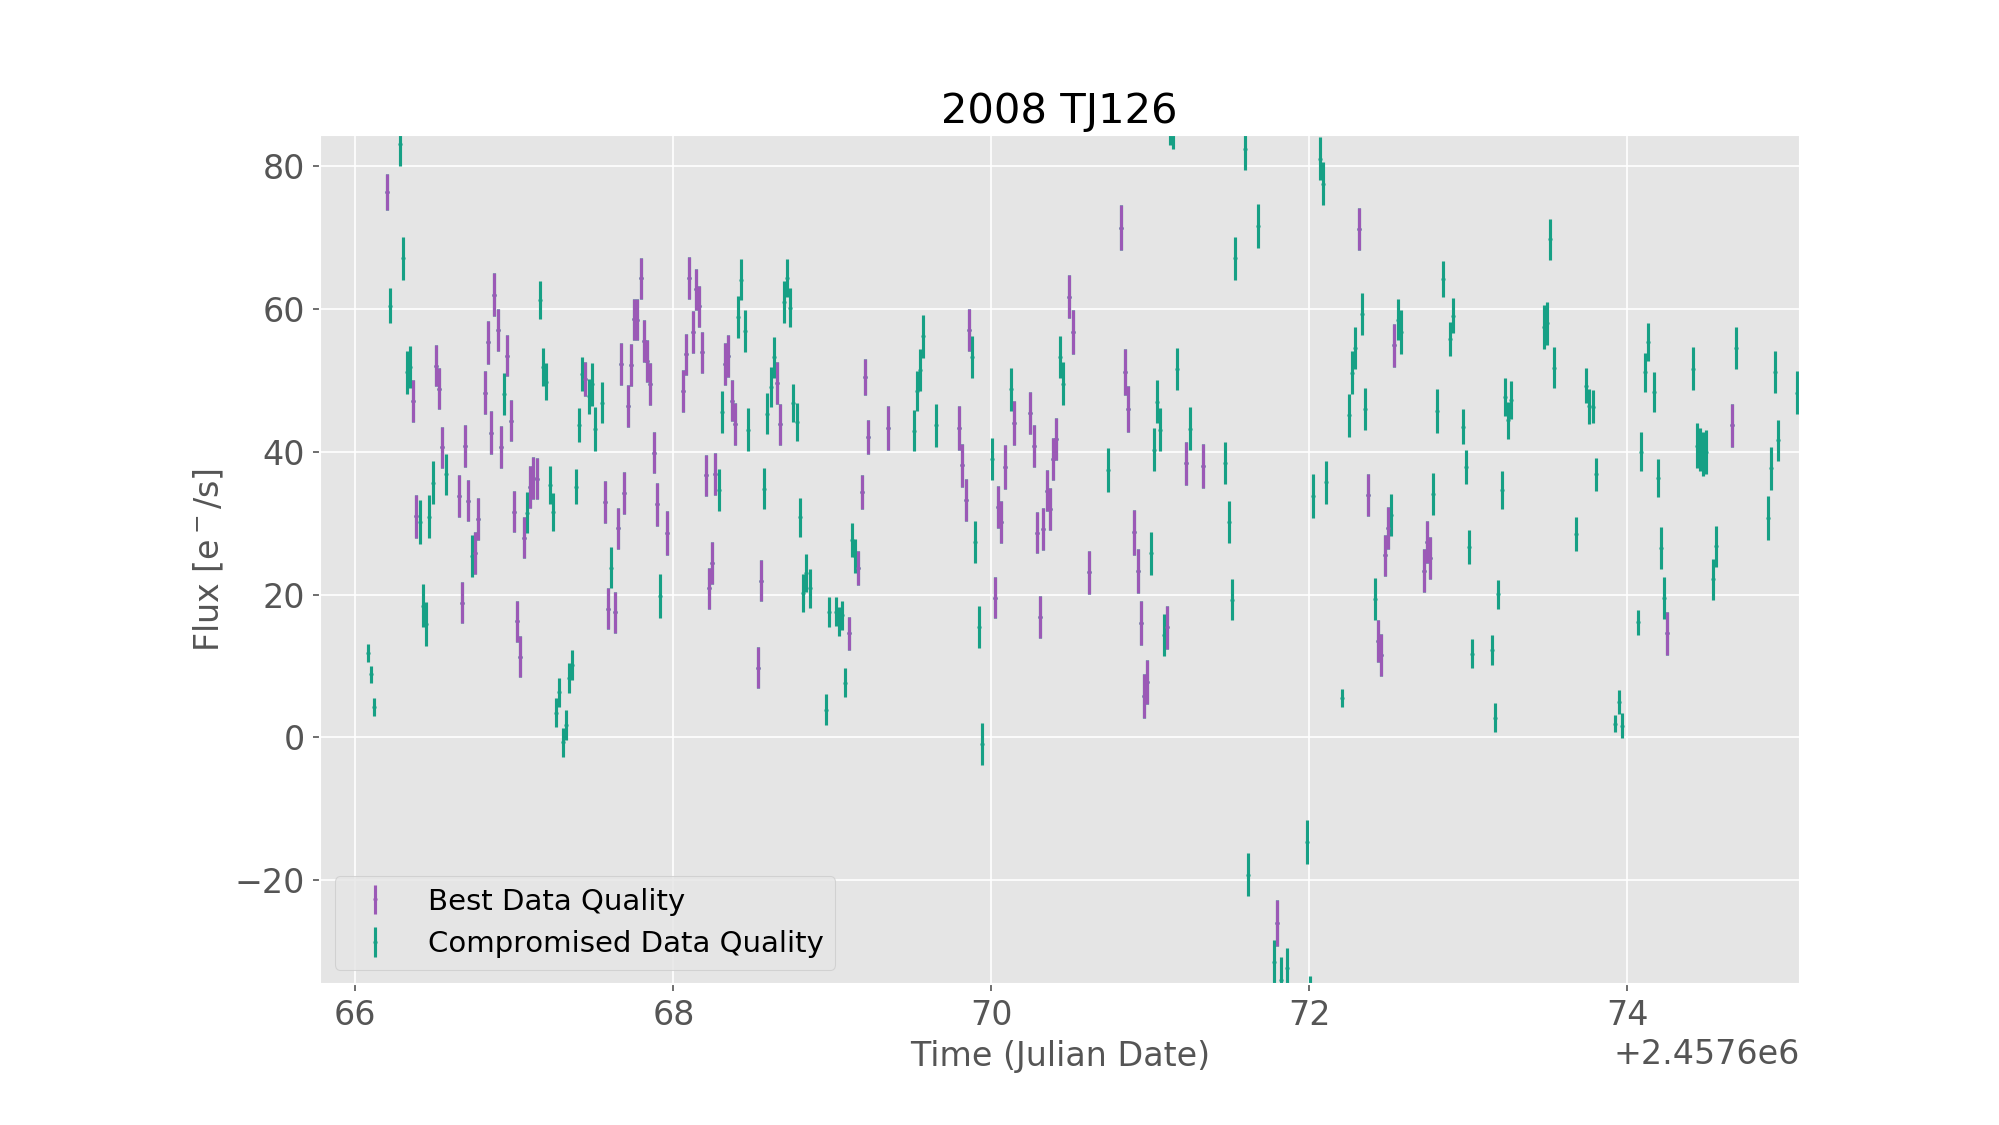 2008 TJ126
80
60
40
20
0
−20
Flux [e⁻/s]
Best Data Quality
Compromised Data Quality
66 68 70 72 74
Time (Julian Date)
+2.4576e6